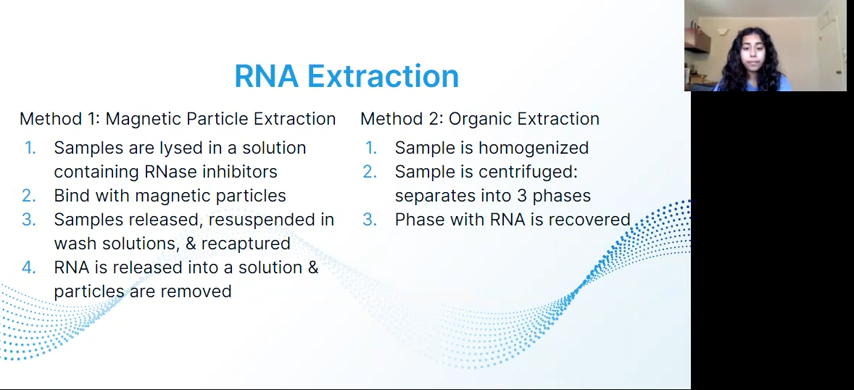 RNA Extraction
Method 1: Magnetic Particle Extraction
1. Samples are lysed in a solution
containing RNase inhibitors
2. Bind with magnetic particles
3. Samples released, resuspended in
wash solutions, & recaptured
4. RNA is released into a solution &
particles are removed
Method 2: Organic Extraction
1. Sample is homogenized
2. Sample is centrifuged:
separates into 3 phases
3. Phase with RNA is recovered